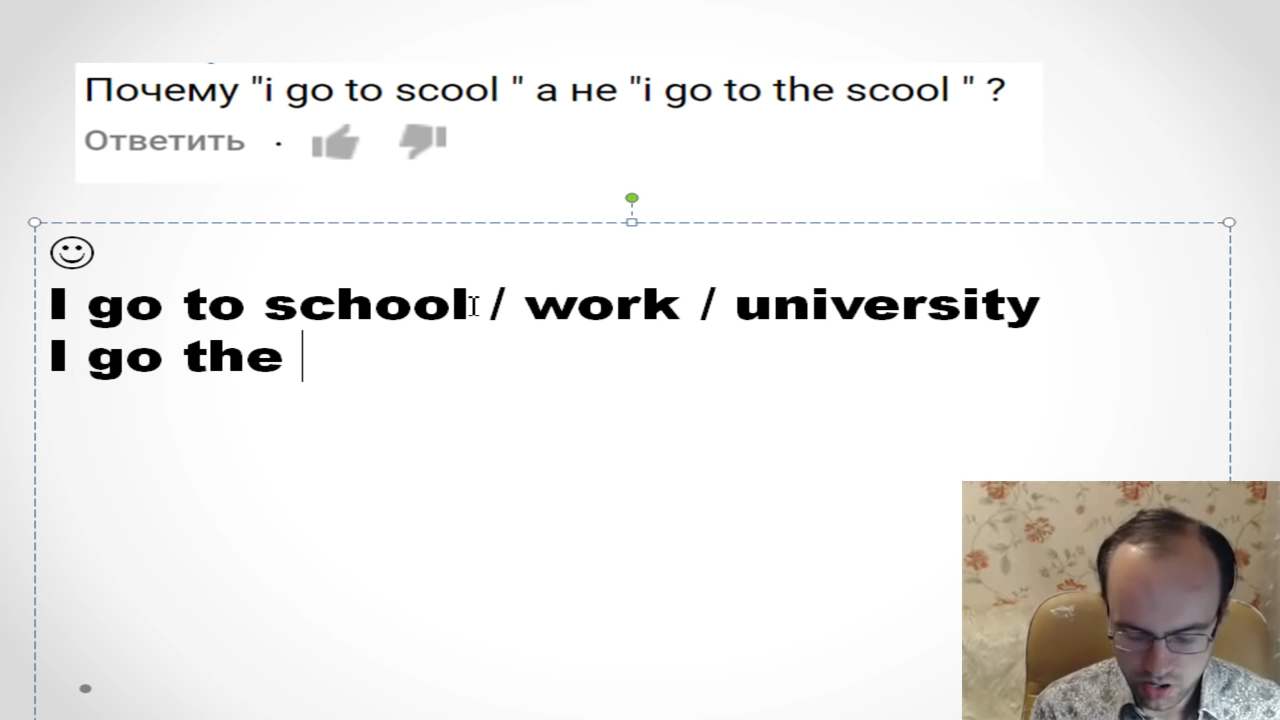 Почему "i go to scool " а не "i go to the scool " ?
Ответить
I go to school / work / university
I go the